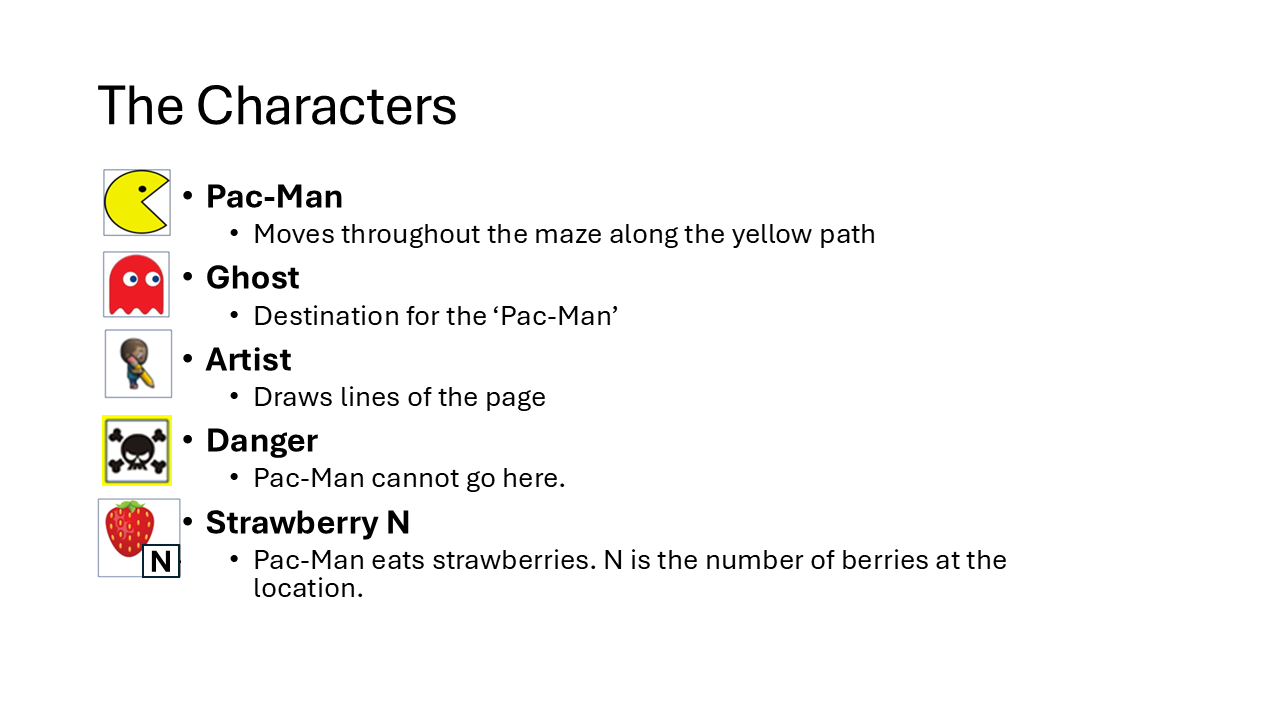 The Characters
• Pac-Man
• Moves throughout the maze along the yellow path
• Ghost
• Destination for the ‘Pac-Man’
• Artist
• Draws lines of the page
• Danger
• Pac-Man cannot go here.
• Strawberry N
N
• Pac-Man eats strawberries. N is the number of berries at the
location.